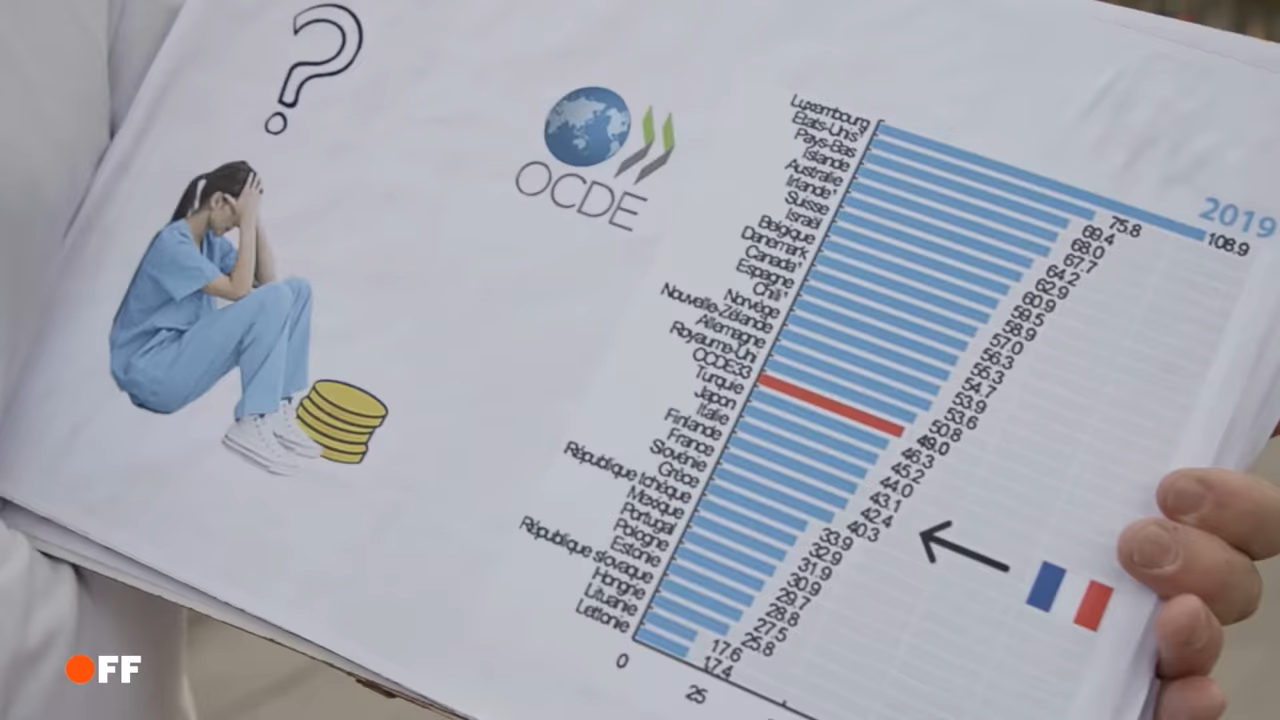 ?
OCDE
2019
Luxembourg 108.9
États-Unis¹ 75.8
Pays-Bas 69.4
Islande 68.0
Australie 67.7
Irlande¹ 64.2
Suisse 62.9
Israël 60.9
Belgique 59.5
Danemark 58.9
Canada¹ 57.0
Espagne 56.3
Chili¹ 55.3
Norvège 54.7
Nouvelle-Zélande 53.9
Allemagne 53.6
Royaume-Uni 50.8
OCDE33 49.0
Turquie 46.3
Japon 45.2
Italie 44.0
Finlande 43.1
France 42.4
Slovénie 40.3
Grèce 33.9
République tchèque 32.9
Mexique 31.9
Portugal 30.9
Pologne 29.7
Estonie 28.8
République slovaque 27.5
Hongrie 25.8
Lituanie 17.6
Lettonie 17.4
0 25
OFF